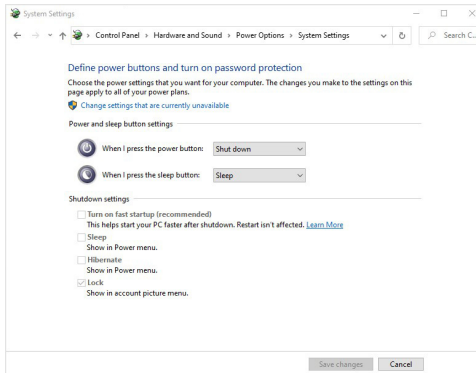 System Settings
Control Panel > Hardware and Sound > Power Options > System Settings
Search C...
Define power buttons and turn on password protection
Choose the power settings that you want for your computer. The changes you make to the settings on this
page apply to all of your power plans.
Change settings that are currently unavailable
Power and sleep button settings
When I press the power button: Shut down
When I press the sleep button: Sleep
Shutdown settings
Turn on fast startup (recommended)
This helps start your PC faster after shutdown. Restart isn't affected. Learn More
Sleep
Show in Power menu.
Hibernate
Show in Power menu.
Lock
Show in account picture menu.
Save changes Cancel